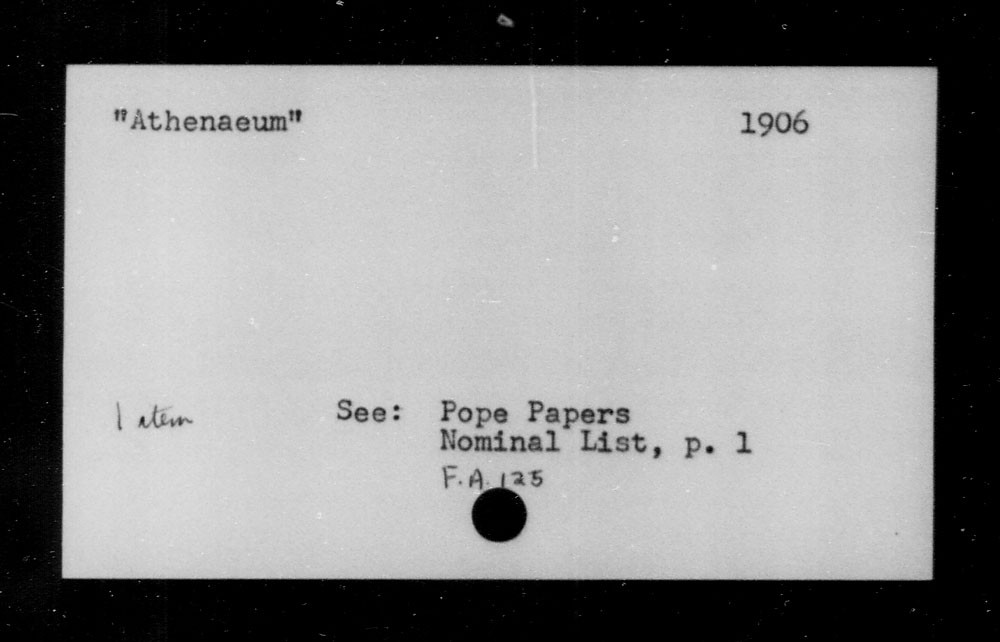 "Athenaeum" 1906
1 item See: Pope Papers
Nominal List, p. 1
F.A. 125